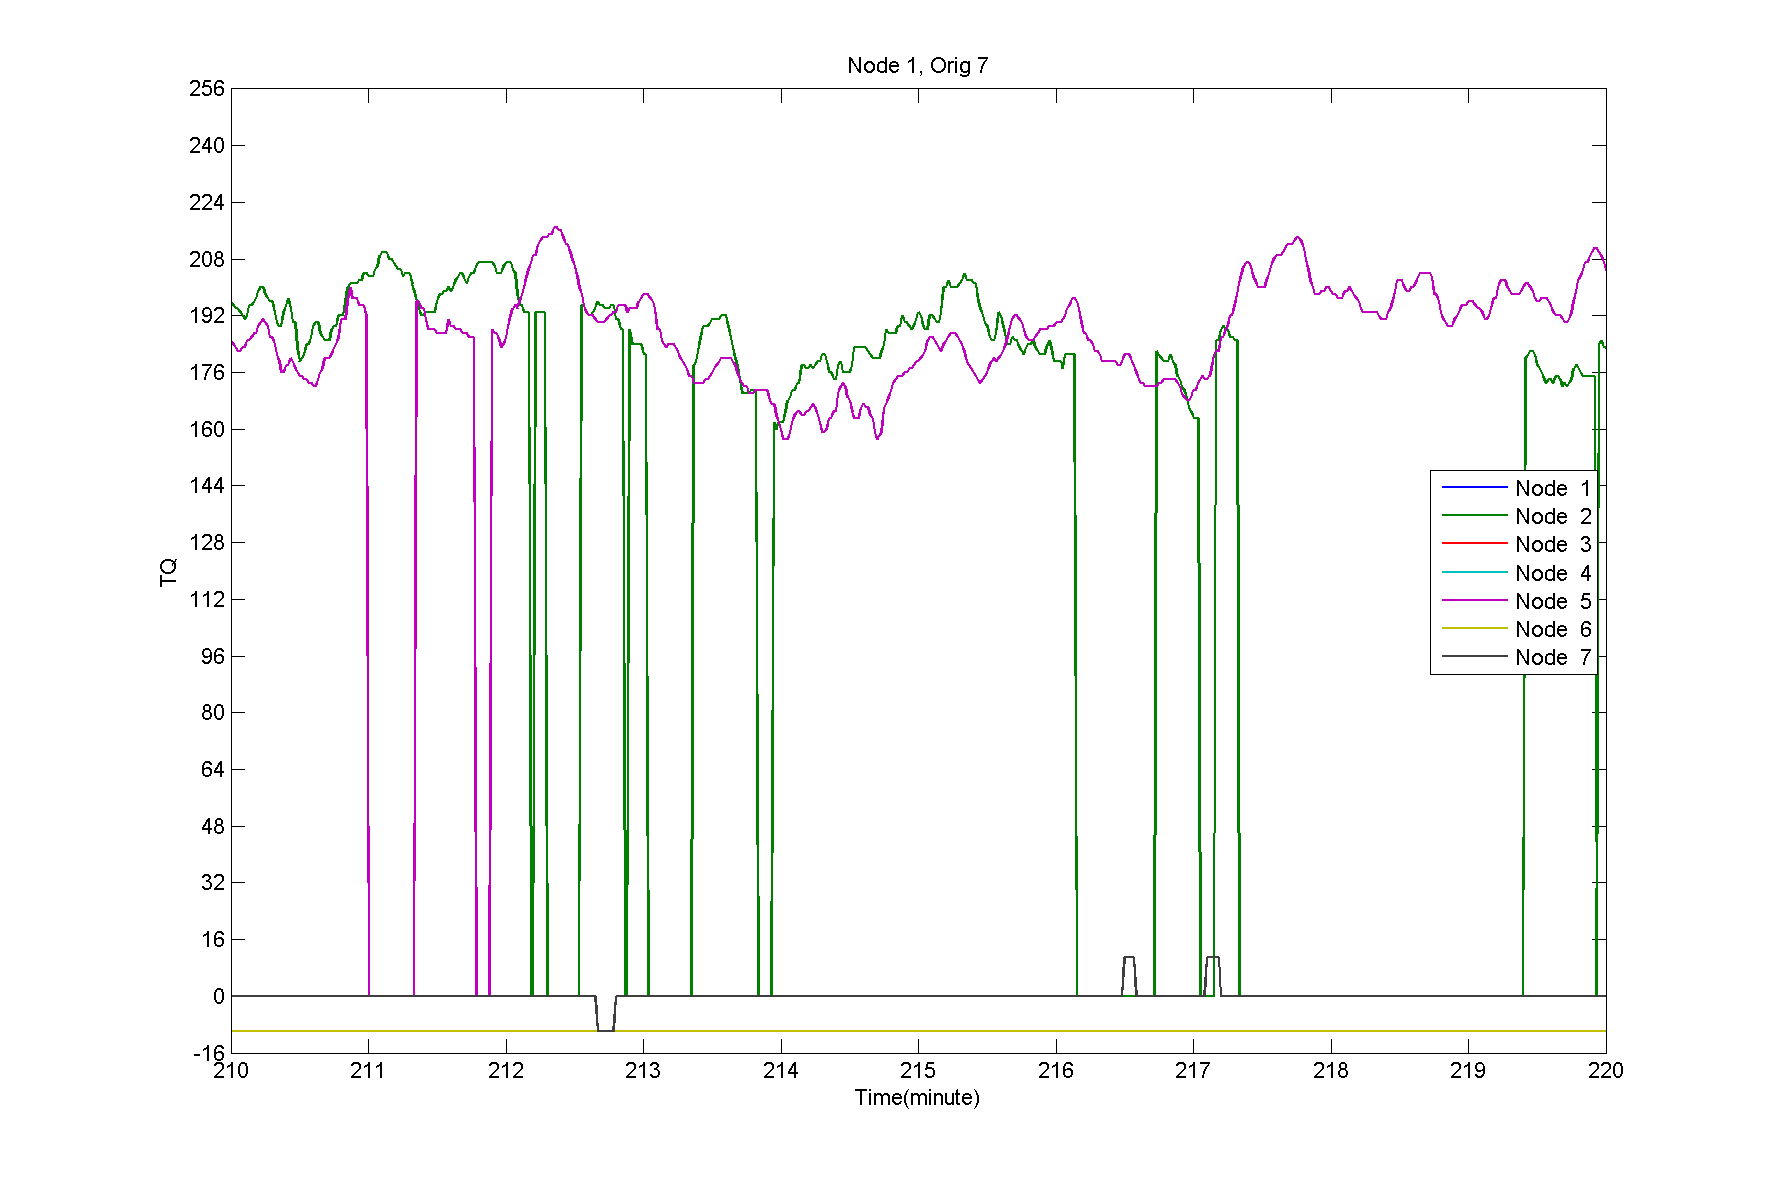 Node 1, Orig 7
256
240
224
208
192
176
160
144
128
112
96
80
64
48
32
16
0
-16
TQ
Node 1
Node 2
Node 3
Node 4
Node 5
Node 6
Node 7
210 211 212 213 214 215 216 217 218 219 220
Time(minute)